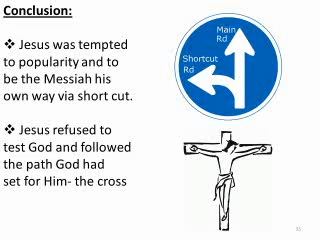 Conclusion:
❖ Jesus was tempted
to popularity and to
be the Messiah his
own way via short cut.
❖ Jesus refused to
test God and followed
the path God had
set for Him- the cross
Main
Rd
Shortcut
Rd